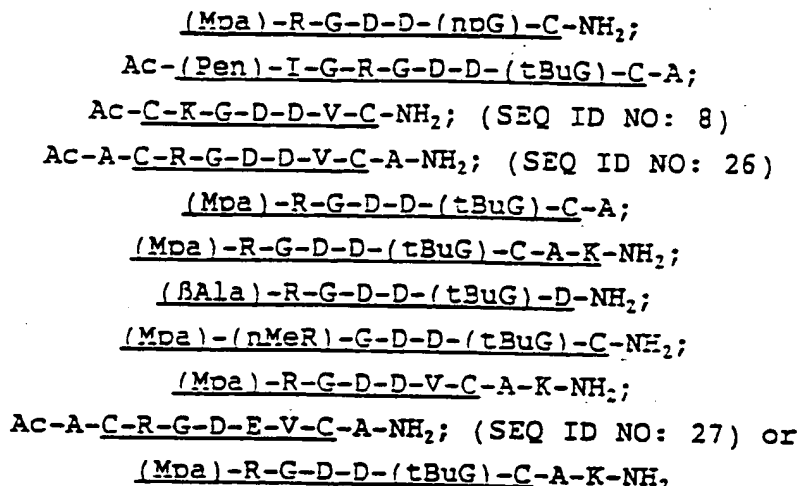 (Mpa)-R-G-D-D-(npG)-C-NH₂;
Ac-(Pen)-I-G-R-G-D-D-(tBuG)-C-A;
Ac-C-K-G-D-D-V-C-NH₂; (SEQ ID NO: 8)
Ac-A-C-R-G-D-D-V-C-A-NH₂; (SEQ ID NO: 26)
(Mpa)-R-G-D-D-(tBuG)-C-A;
(Mpa)-R-G-D-D-(tBuG)-C-A-K-NH₂;
(βAla)-R-G-D-D-(tBuG)-D-NH₂;
(Mpa)-(nMeR)-G-D-D-(tBuG)-C-NH₂;
(Mpa)-R-G-D-D-V-C-A-K-NH₂;
Ac-A-C-R-G-D-E-V-C-A-NH₂; (SEQ ID NO: 27) or
(Mpa)-R-G-D-D-(tBuG)-C-A-K-NH₂